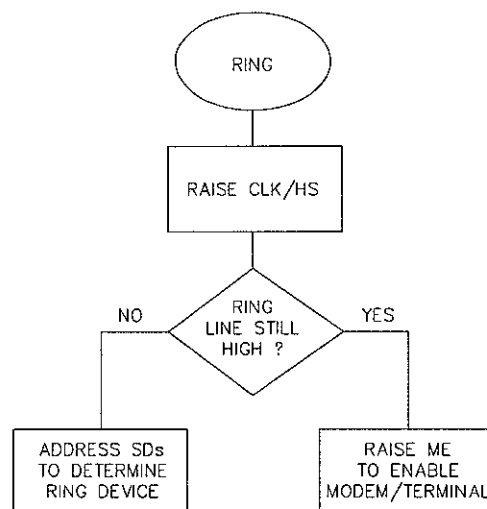 RING
RAISE CLK/HS
RING
LINE STILL
HIGH ?
NO
YES
ADDRESS SDs
TO DETERMINE
RING DEVICE
RAISE ME
TO ENABLE
MODEM/TERMINAL